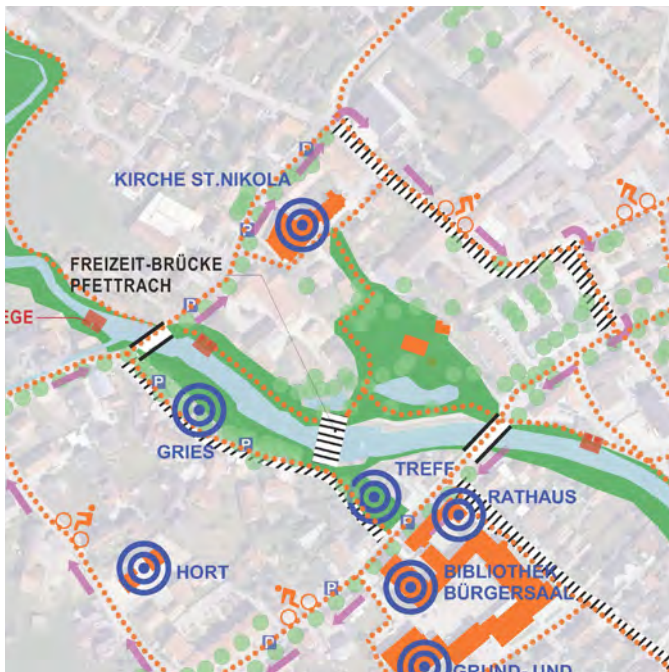 P
KIRCHE ST.NIKOLA
P
FREIZEIT-BRÜCKE
PFETTRACH
P
EGE
P
GRIES
P
TREFF
RATHAUS
P
HORT
BIBLIOTHEK
BÜRGERSAAL
P
P
GRUND- UND